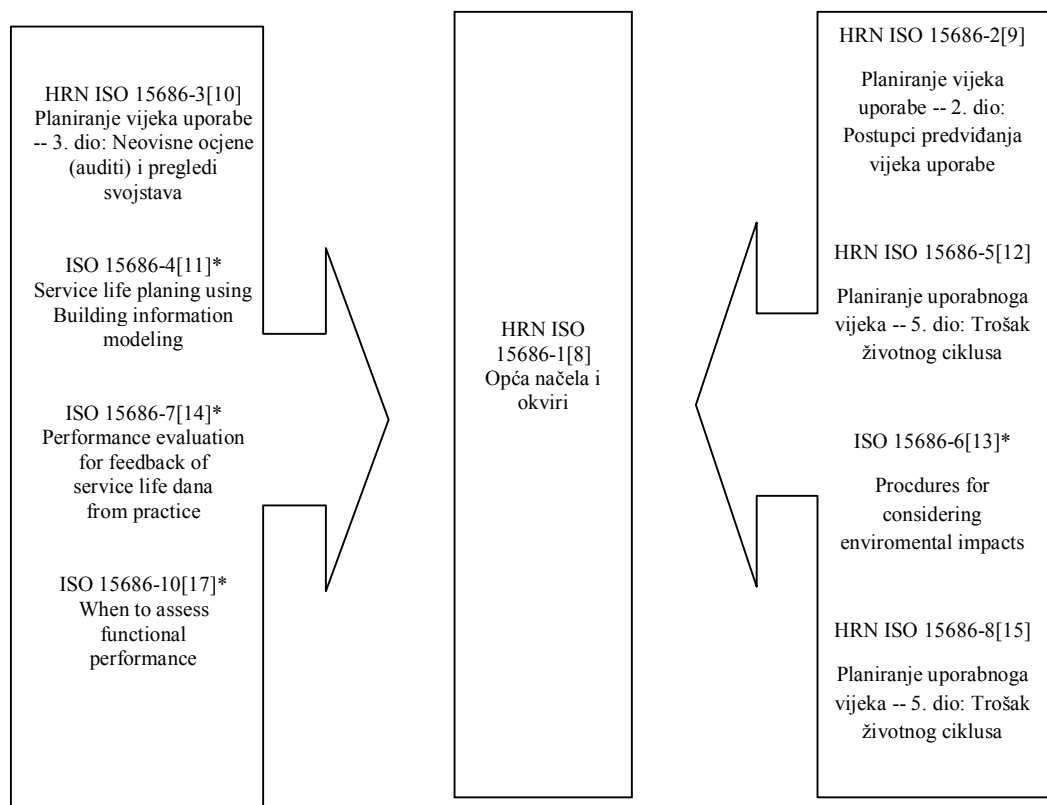 HRN ISO 15686-3[10]
Planiranje vijeka
uporabe
-- 3. dio: Neovisne ocjene
(auditi) i pregledi
svojstava
ISO 15686-4[11]*
Service life planing using
Building information
modeling
ISO 15686-7[14]*
Performance evaluation
for feedback of
service life dana
from practice
ISO 15686-10[17]*
When to assess
functional
performance
HRN ISO
15686-1[8]
Opća načela i
okviri
HRN ISO 15686-2[9]
Planiranje vijeka
uporabe -- 2. dio:
Postupci predviđanja
vijeka uporabe
HRN ISO 15686-5[12]
Planiranje uporabnoga
vijeka -- 5. dio: Trošak
životnog ciklusa
ISO 15686-6[13]*
Procdures for
considering
enviromental impacts
HRN ISO 15686-8[15]
Planiranje uporabnoga
vijeka -- 5. dio: Trošak
životnog ciklusa